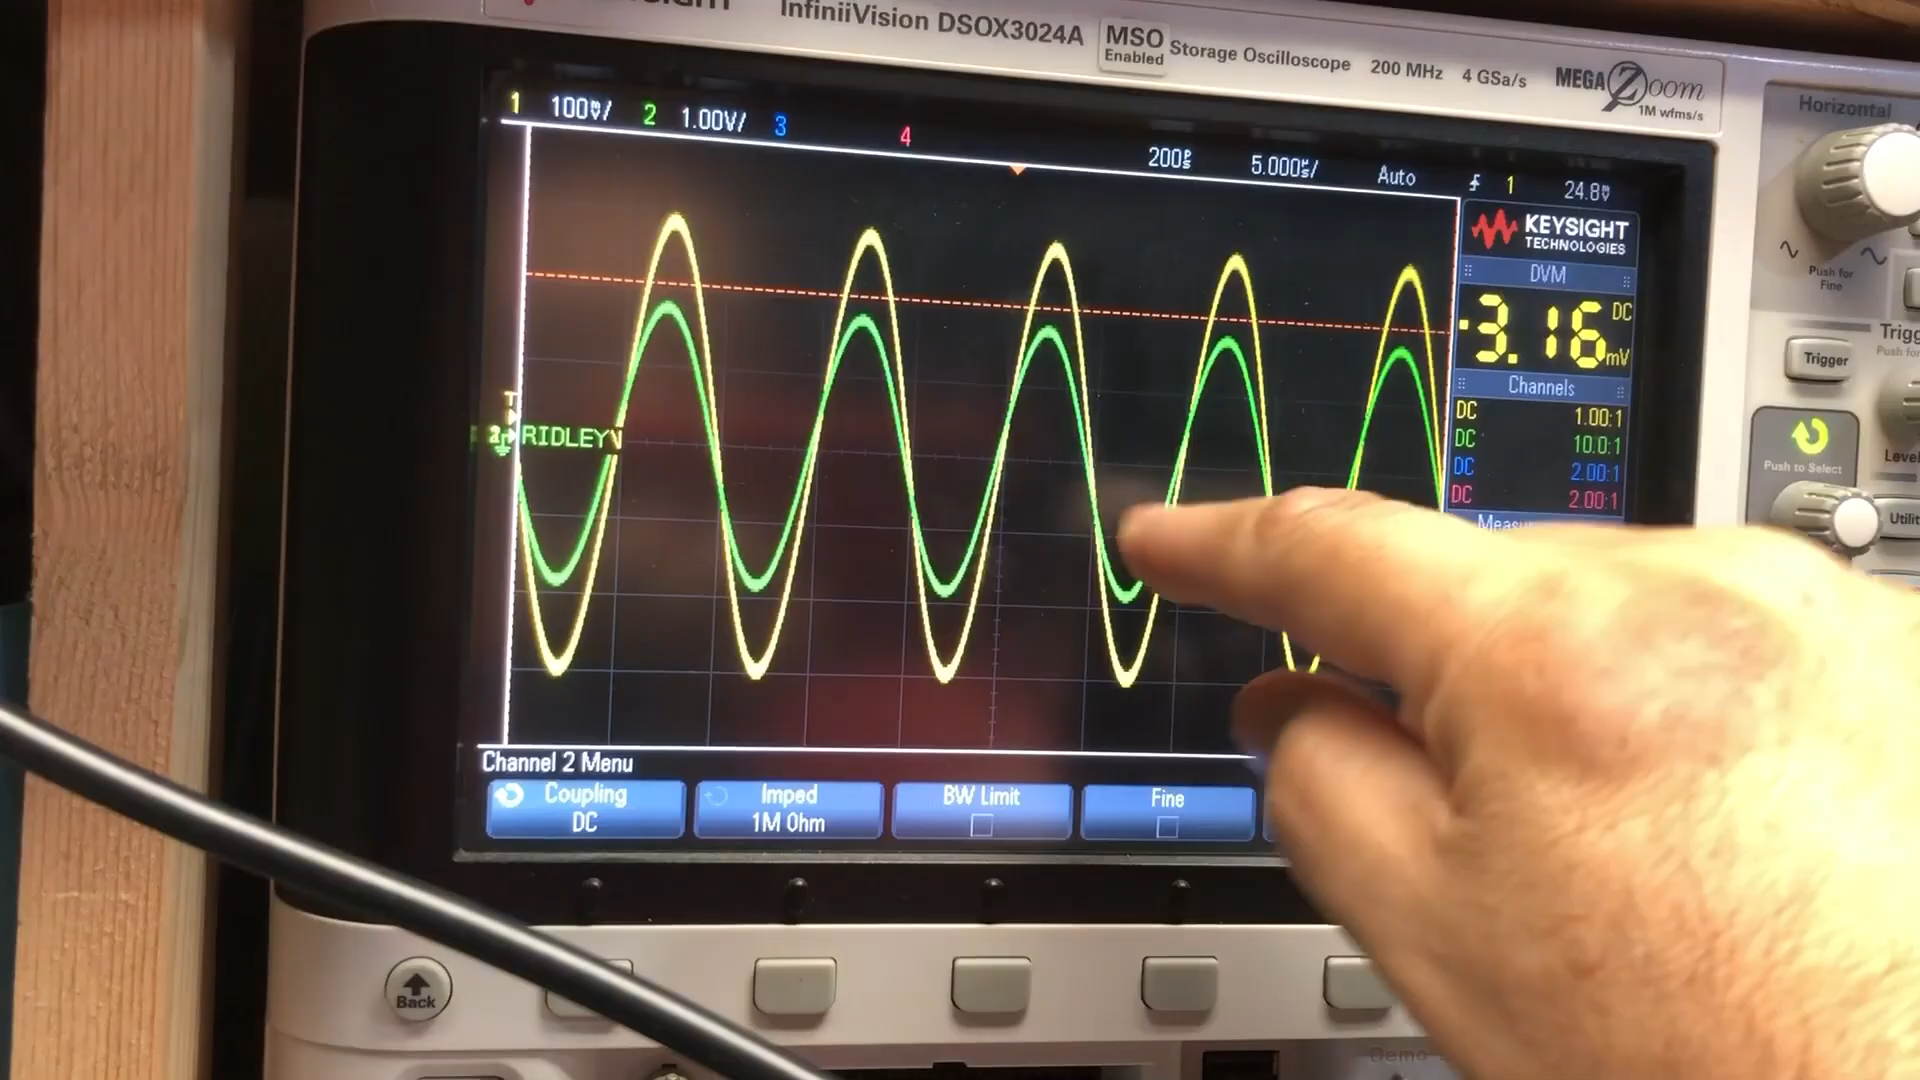 InfiniiVision DSOX3024A
MSO
Enabled
Storage Oscilloscope
200 MHz
4 GSa/s
MEGA Zoom
1M wfms/s
Horizontal
1 100mV/ 2 1.00V/ 3 4 200ps 5.000us/ Auto 1 24.8mV
KEYSIGHT
TECHNOLOGIES
DVM
-3.16 mV DC
Channels
DC 1.00:1
DC 10.0:1
DC 2.00:1
DC 2.00:1
T
2
RIDLEY
Push for
Fine
Trigger
Push to Select
Channel 2 Menu
Coupling
DC
Imped
1M Ohm
BW Limit
Fine
Back
Demo